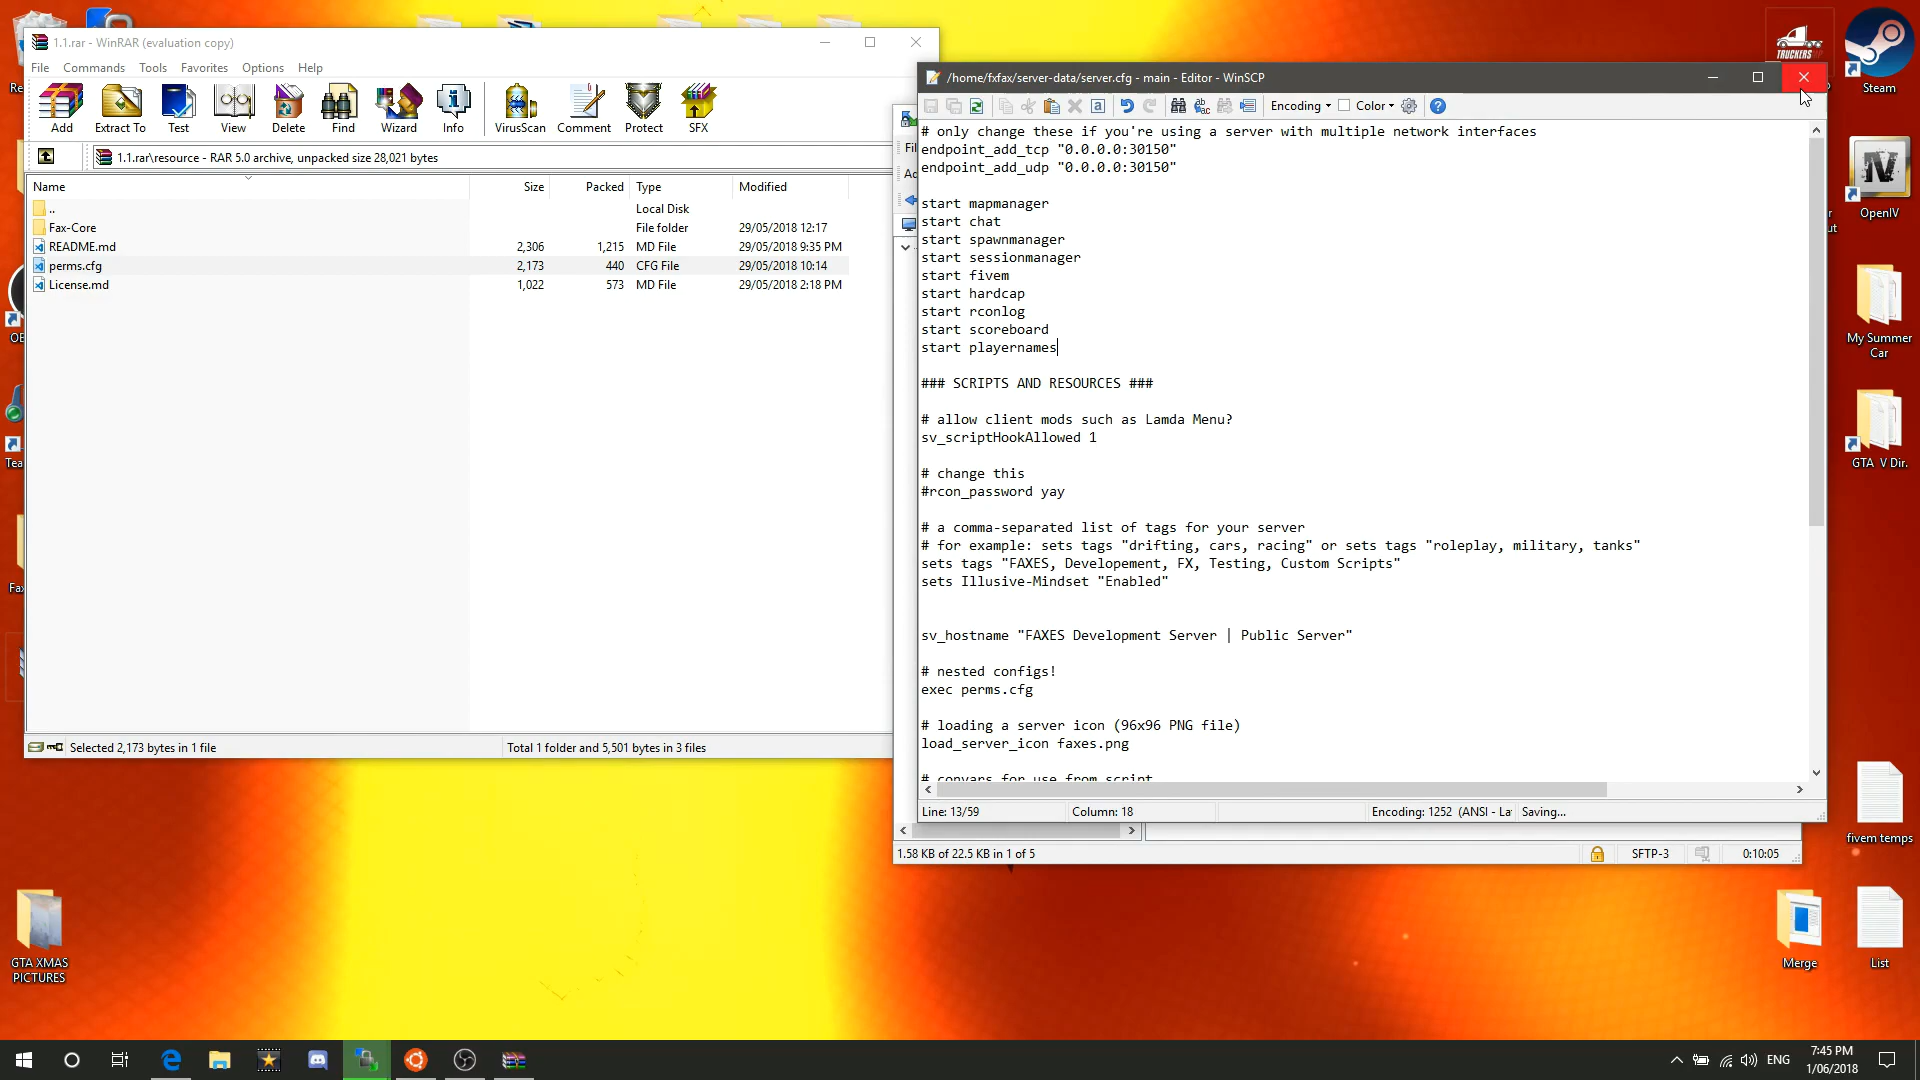 1.1.rar - WinRAR (evaluation copy)
File Commands Tools Favorites Options Help
Add Extract To Test View Delete Find Wizard Info VirusScan Comment Protect SFX
1.1.rar\resource - RAR 5.0 archive, unpacked size 28,021 bytes
Name Size Packed Type Modified
.. Local Disk
Fax-Core File folder 29/05/2018 12:17
README.md 2,306 1,215 MD File 29/05/2018 9:35 PM
perms.cfg 2,173 440 CFG File 29/05/2018 10:14
License.md 1,022 573 MD File 29/05/2018 2:18 PM
Selected 2,173 bytes in 1 file
Total 1 folder and 5,501 bytes in 3 files
/home/fxfax/server-data/server.cfg - main - Editor - WinSCP
Encoding Color
# only change these if you're using a server with multiple network interfaces
endpoint_add_tcp "0.0.0.0:30150"
endpoint_add_udp "0.0.0.0:30150"
start mapmanager
start chat
start spawnmanager
start sessionmanager
start fivem
start hardcap
start rconlog
start scoreboard
start playernames
### SCRIPTS AND RESOURCES ###
# allow client mods such as Lamda Menu?
sv_scriptHookAllowed 1
# change this
#rcon_password yay
# a comma-separated list of tags for your server
# for example: sets tags "drifting, cars, racing" or sets tags "roleplay, military, tanks"
sets tags "FAXES, Developement, FX, Testing, Custom Scripts"
sets Illusive-Mindset "Enabled"
sv_hostname "FAXES Development Server | Public Server"
# nested configs!
exec perms.cfg
# loading a server icon (96x96 PNG file)
load_server_icon faxes.png
# convars for use from script
Line: 13/59 Column: 18 Encoding: 1252 (ANSI - La Saving...
1.58 KB of 22.5 KB in 1 of 5
SFTP-3 0:10:05
TRUCKERS
Steam
OpenIV
My Summer
Car
GTA V Dir.
fivem temps
Merge
List
GTA XMAS
PICTURES
ENG
7:45 PM
1/06/2018